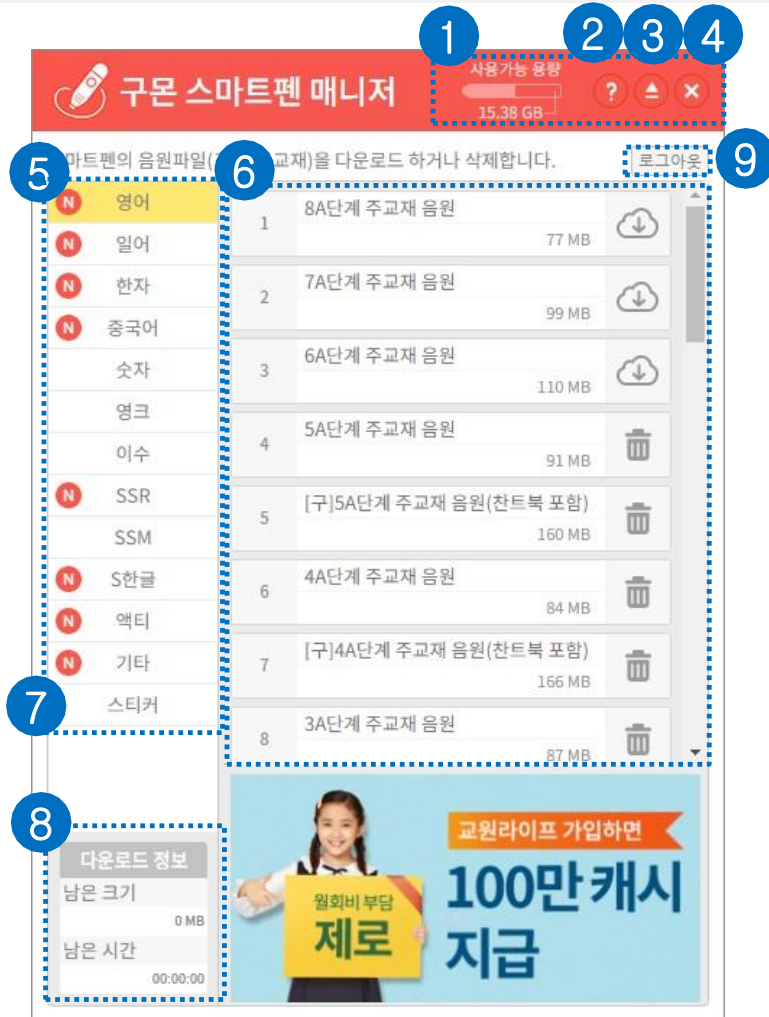 1 2 3 4
구몬 스마트펜 매니저
사용가능 용량
15.38 GB
?
마트펜의 음원파일( 교재)을 다운로드 하거나 삭제합니다.
로그아웃
9
5
6
N 영어
N 일어
N 한자
N 중국어
숫자
영크
이수
N SSR
SSM
N S한글
N 액티
N 기타
스티커
7
1 8A단계 주교재 음원
77 MB
2 7A단계 주교재 음원
99 MB
3 6A단계 주교재 음원
110 MB
4 5A단계 주교재 음원
91 MB
5 [구]5A단계 주교재 음원(찬트북 포함)
160 MB
6 4A단계 주교재 음원
84 MB
7 [구]4A단계 주교재 음원(찬트북 포함)
166 MB
8 3A단계 주교재 음원
87 MB
8
다운로드 정보
남은 크기
0 MB
남은 시간
00:00:00
월회비 부담
제로
교원라이프 가입하면
100만 캐시
지급